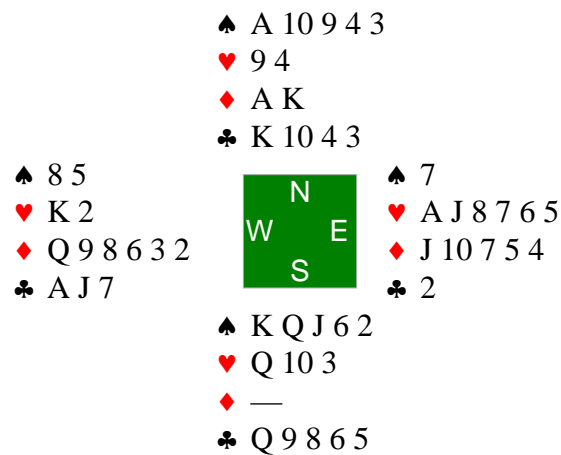 ♠ A 10 9 4 3
♥ 9 4
♦ A K
♣ K 10 4 3
♠ 8 5
♥ K 2
♦ Q 9 8 6 3 2
♣ A J 7
N
W E
S
♠ 7
♥ A J 8 7 6 5
♦ J 10 7 5 4
♣ 2
♠ K Q J 6 2
♥ Q 10 3
♦ —
♣ Q 9 8 6 5